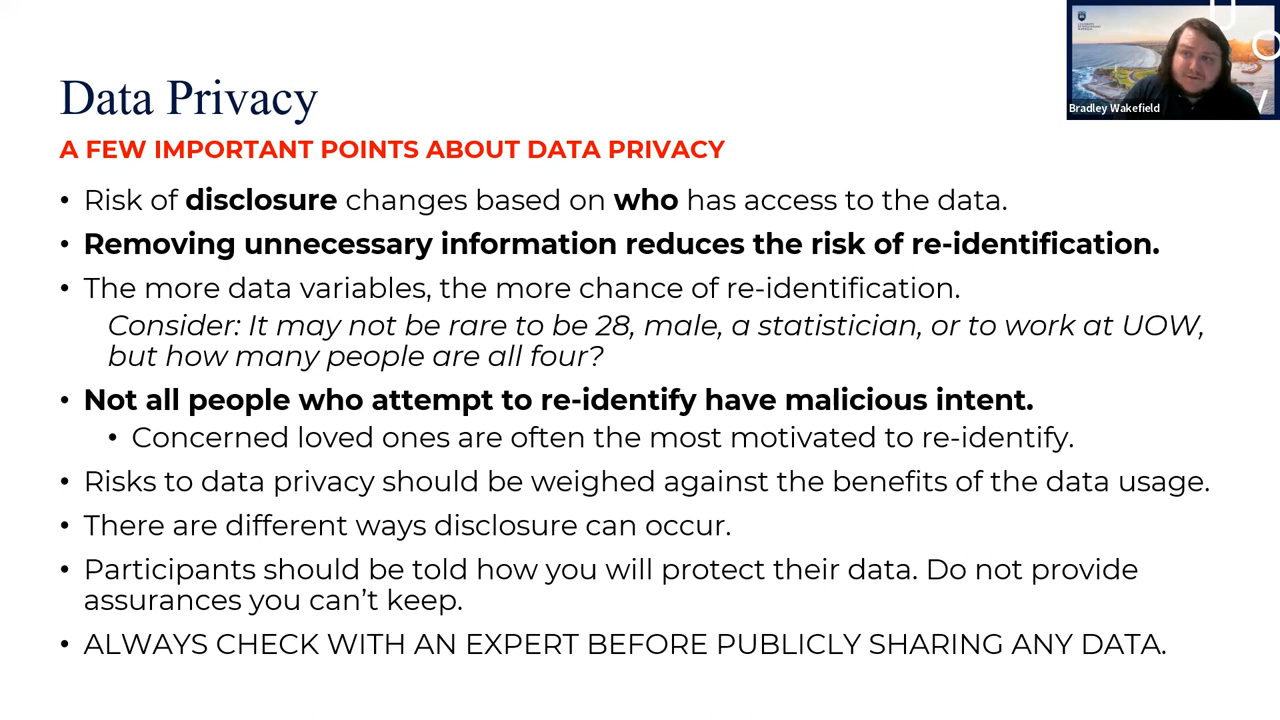 Data Privacy
A FEW IMPORTANT POINTS ABOUT DATA PRIVACY
• Risk of disclosure changes based on who has access to the data.
• Removing unnecessary information reduces the risk of re-identification.
• The more data variables, the more chance of re-identification.
Consider: It may not be rare to be 28, male, a statistician, or to work at UOW,
but how many people are all four?
• Not all people who attempt to re-identify have malicious intent.
• Concerned loved ones are often the most motivated to re-identify.
• Risks to data privacy should be weighed against the benefits of the data usage.
• There are different ways disclosure can occur.
• Participants should be told how you will protect their data. Do not provide
assurances you can’t keep.
• ALWAYS CHECK WITH AN EXPERT BEFORE PUBLICLY SHARING ANY DATA.
U
O
Bradley Wakefield